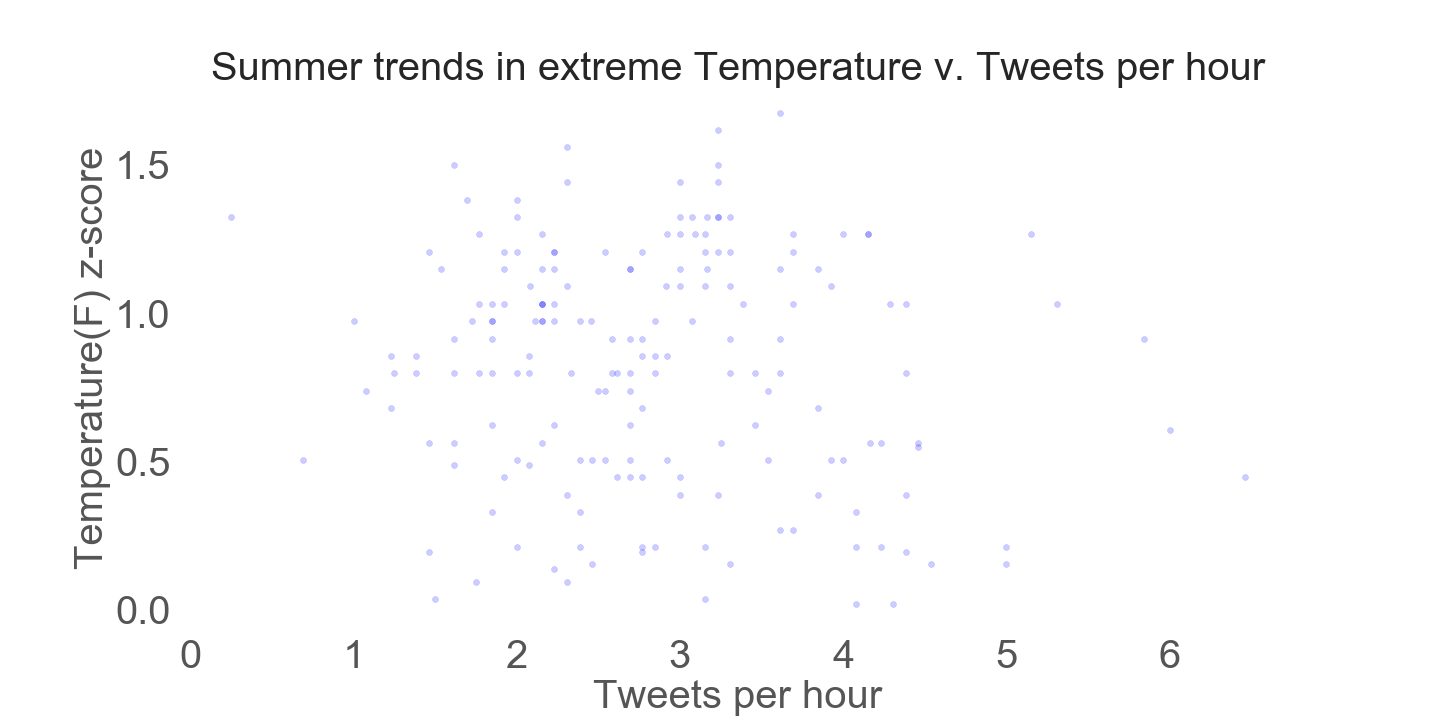 Summer trends in extreme Temperature v. Tweets per hour
Temperature(F) z-score
1.5
1.0
0.5
0.0
0 1 2 3 4 5 6
Tweets per hour